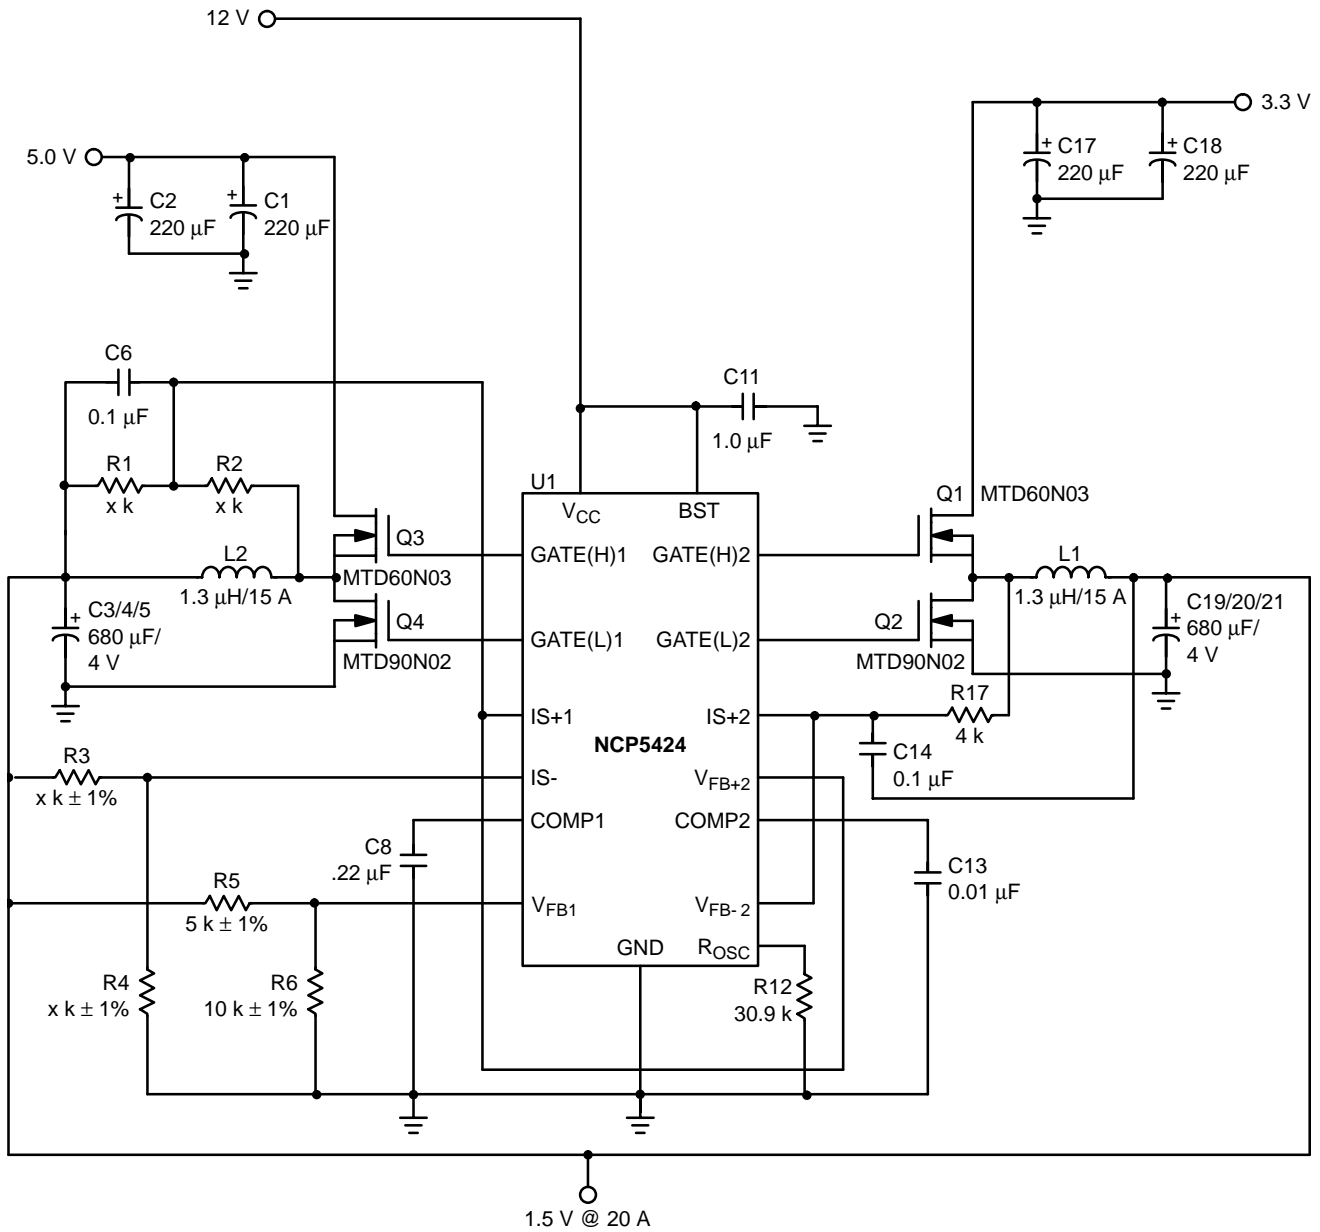 12 V
3.3 V
5.0 V
+ C17
220 µF
+ C18
220 µF
+ C2
220 µF
+ C1
220 µF
C6
0.1 µF
C11
1.0 µF
R1
x k
R2
x k
U1
Q1 MTD60N03
VCC
BST
Q3
MTD60N03
GATE(H)1
GATE(H)2
L2
1.3 µH/15 A
L1
1.3 µH/15 A
+ C3/4/5
680 µF/
4 V
Q4
MTD90N02
GATE(L)1
GATE(L)2
Q2
MTD90N02
+ C19/20/21
680 µF/
4 V
IS+1
IS+2
R17
4 k
NCP5424
C14
0.1 µF
R3
x k ± 1%
IS-
VFB+2
COMP1
COMP2
C8
.22 µF
C13
0.01 µF
R5
5 k ± 1%
VFB1
VFB- 2
GND
ROSC
R4
x k ± 1%
R6
10 k ± 1%
R12
30.9 k
1.5 V @ 20 A